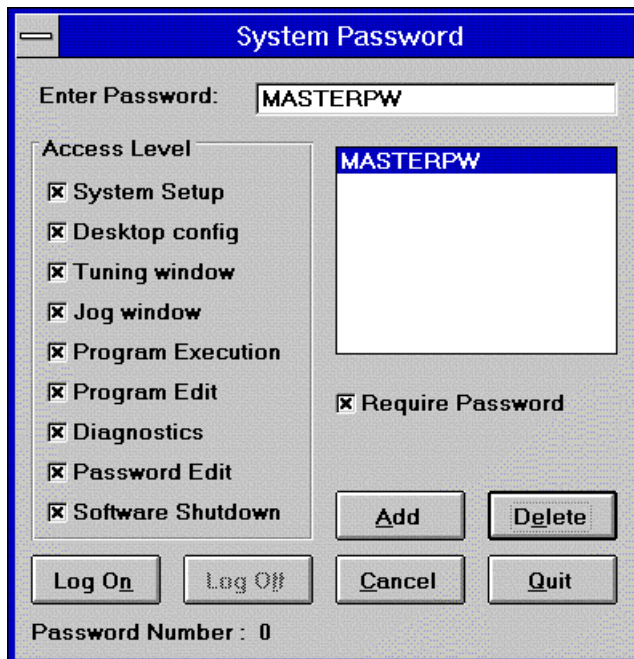 System Password
Enter Password: MASTERPW
Access Level
System Setup
Desktop config
Tuning window
Jog window
Program Execution
Program Edit
Diagnostics
Password Edit
Software Shutdown
MASTERPW
Require Password
Add Delete
Log On Log Off Cancel Quit
Password Number : 0